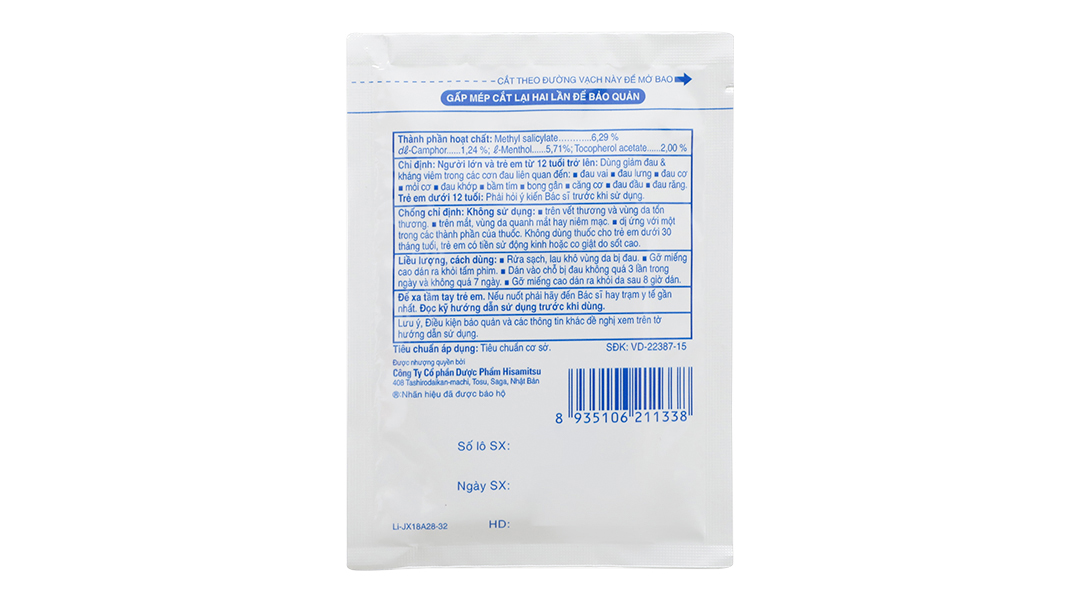 CẮT THEO ĐƯỜNG VẠCH NÀY ĐỂ MỞ BAO
GẤP MÉP CẮT LẠI HAI LẦN ĐỂ BẢO QUẢN
Thành phần hoạt chất: Methyl salicylate...........6,29 %
dℓ-Camphor......1,24 %; ℓ-Menthol.....5,71%; Tocopherol acetate.....2,00 %
Chỉ định: Người lớn và trẻ em từ 12 tuổi trở lên: Dùng giảm đau &
kháng viêm trong các cơn đau liên quan đến: ■ đau vai ■ đau lưng ■ đau cơ
■ mỏi cơ ■ đau khớp ■ bầm tím ■ bong gân ■ căng cơ ■ đau đầu ■ đau răng.
Trẻ em dưới 12 tuổi: Phải hỏi ý kiến Bác sĩ trước khi sử dụng.
Chống chỉ định: Không sử dụng: ■ trên vết thương và vùng da tổn
thương. ■ trên mắt, vùng da quanh mắt hay niêm mạc. ■ dị ứng với một
trong các thành phần của thuốc. Không dùng thuốc cho trẻ em dưới 30
tháng tuổi, trẻ em có tiền sử động kinh hoặc co giật do sốt cao.
Liều lượng, cách dùng: ■ Rửa sạch, lau khô vùng da bị đau. ■ Gỡ miếng
cao dán ra khỏi tấm phim. ■ Dán vào chỗ bị đau không quá 3 lần trong
ngày và không quá 7 ngày. ■ Gỡ miếng cao dán ra khỏi da sau 8 giờ dán.
Để xa tầm tay trẻ em. Nếu nuốt phải hãy đến Bác sĩ hay trạm y tế gần
nhất. Đọc kỹ hướng dẫn sử dụng trước khi dùng.
Lưu ý, Điều kiện bảo quản và các thông tin khác đề nghị xem trên tờ
hướng dẫn sử dụng.
Tiêu chuẩn áp dụng: Tiêu chuẩn cơ sở. SĐK: VD-22387-15
Được nhượng quyền bởi
Công Ty Cổ phần Dược Phẩm Hisamitsu
408 Tashirodaikan-machi, Tosu, Saga, Nhật Bản
®:Nhãn hiệu đã được bảo hộ
8 935106 211338
Số lô SX:
Ngày SX:
Li-JX18A28-32 HD: